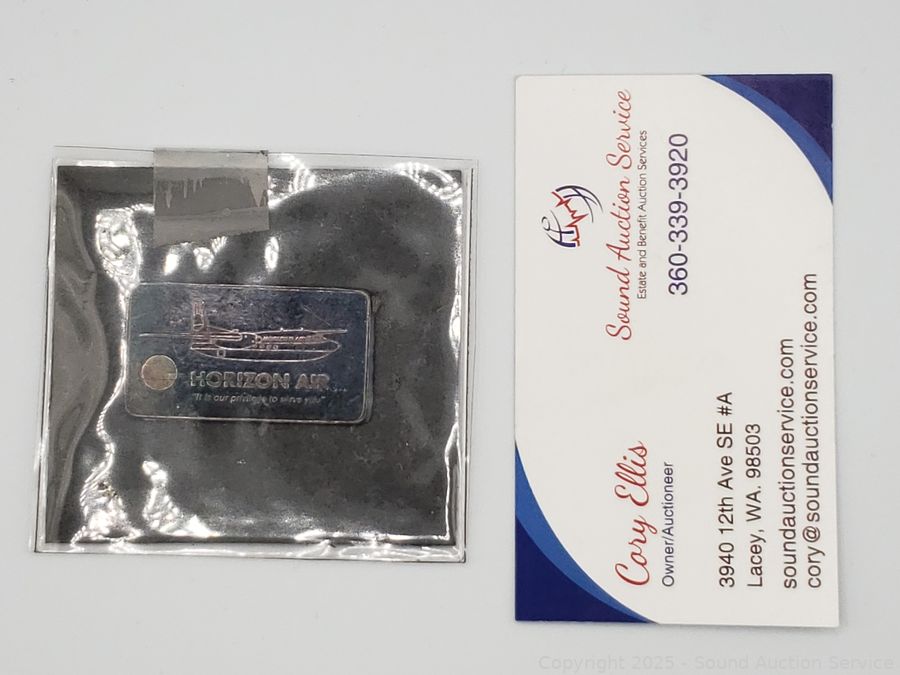 HORIZON AIR
"It is our privilege to serve you"
Sound Auction Service
Estate and Benefit Auction Services
360-339-3920
Cory Ellis
Owner/Auctioneer
3940 12th Ave SE #A
Lacey, WA. 98503
soundauctionservice.com
cory@soundauctionservice.com
Copyright 2025 - Sound Auction Service